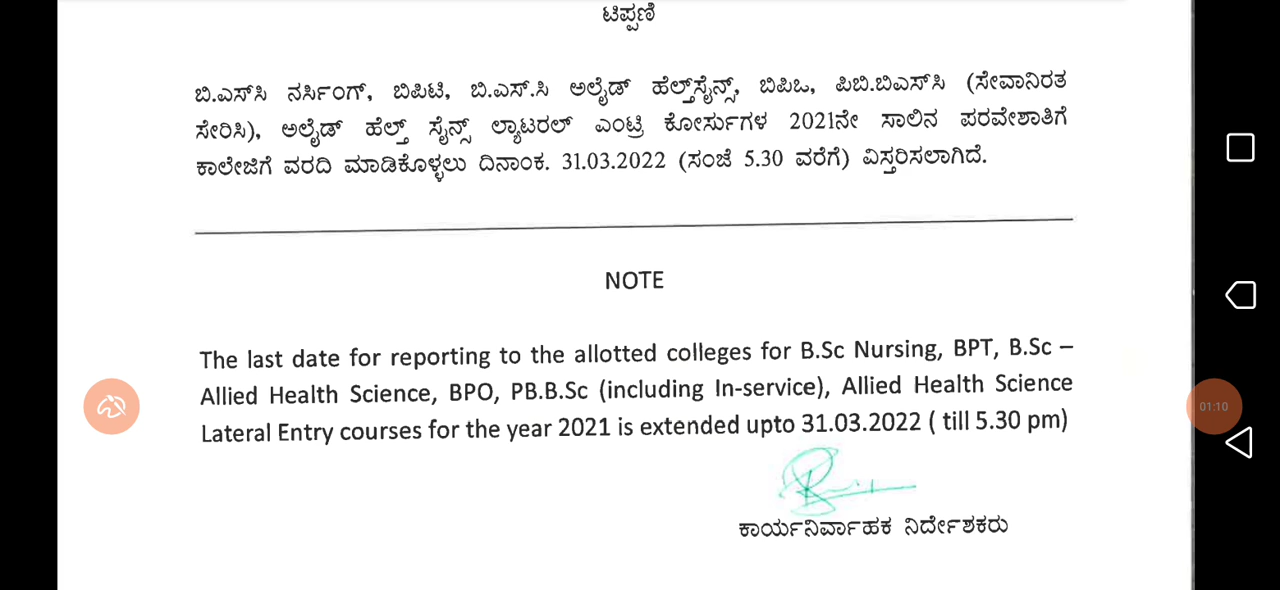 ಟಿಪ್ಪಣಿ
ಬಿ.ಎಸ್‌ಸಿ ನರ್ಸಿಂಗ್, ಬಿಪಿಟಿ, ಬಿ.ಎಸ್.ಸಿ ಅಲೈಡ್ ಹೆಲ್ತ್‌ಸೈನ್ಸ್, ಬಿಪಿಒ, ಪಿಬಿ.ಬಿಎಸ್‌ಸಿ (ಸೇವಾನಿರತ
ಸೇರಿಸಿ), ಅಲೈಡ್ ಹೆಲ್ತ್ ಸೈನ್ಸ್ ಲ್ಯಾಟರಲ್ ಎಂಟ್ರಿ ಕೋರ್ಸುಗಳ 2021ನೇ ಸಾಲಿನ ಪರವೇಶಾತಿಗೆ
ಕಾಲೇಜಿಗೆ ವರದಿ ಮಾಡಿಕೊಳ್ಳಲು ದಿನಾಂಕ. 31.03.2022 (ಸಂಜೆ 5.30 ವರೆಗೆ) ವಿಸ್ತರಿಸಲಾಗಿದೆ.
NOTE
The last date for reporting to the allotted colleges for B.Sc Nursing, BPT, B.Sc –
Allied Health Science, BPO, PB.B.Sc (including In-service), Allied Health Science
Lateral Entry courses for the year 2021 is extended upto 31.03.2022 ( till 5.30 pm)
ಕಾರ್ಯನಿರ್ವಾಹಕ ನಿರ್ದೇಶಕರು
01:10